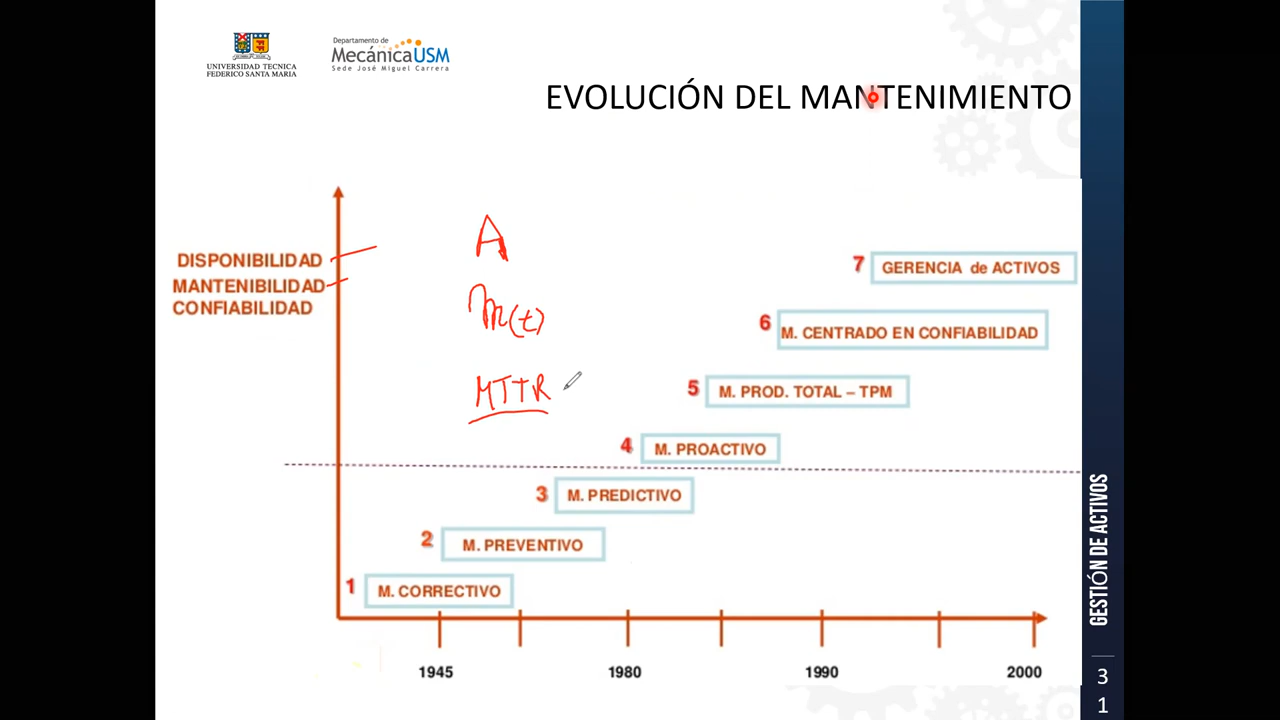 UNIVERSIDAD TECNICA
FEDERICO SANTA MARIA
Departamento de
MecánicaUSM
Sede José Miguel Carrera
EVOLUCIÓN DEL MANTENIMIENTO
DISPONIBILIDAD
MANTENIBILIDAD
CONFIABILIDAD
A
M(t)
MTTR
7 GERENCIA de ACTIVOS
6 M. CENTRADO EN CONFIABILIDAD
5 M. PROD. TOTAL – TPM
4 M. PROACTIVO
3 M. PREDICTIVO
2 M. PREVENTIVO
1 M. CORRECTIVO
1945 1980 1990 2000
GESTIÓN DE ACTIVOS
3
1